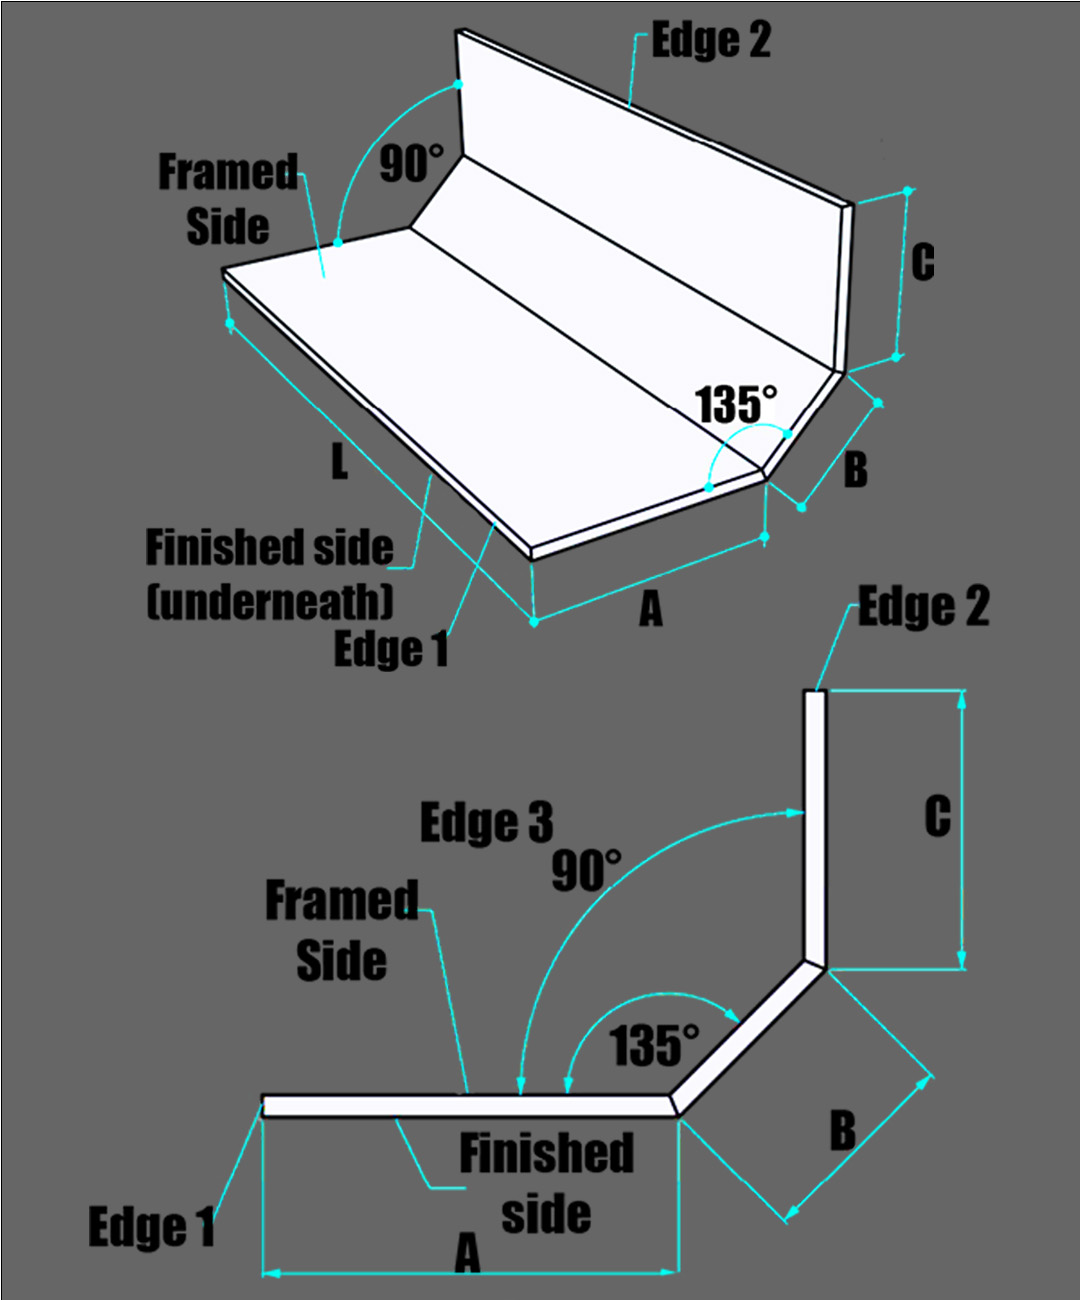 Edge 2
90°
Framed
Side
C
135°
B
L
Finished side
(underneath)
A
Edge 1
Edge 2
Edge 3
C
90°
Framed
Side
135°
B
Finished
side
Edge 1
A